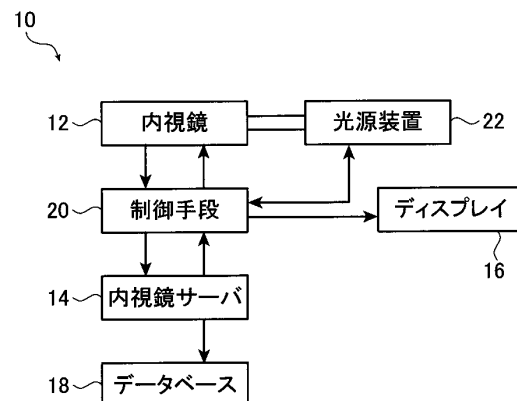 10
12 内視鏡
光源装置 22
20 制御手段
ディスプレイ
16
14 内視鏡サーバ
18 データベース